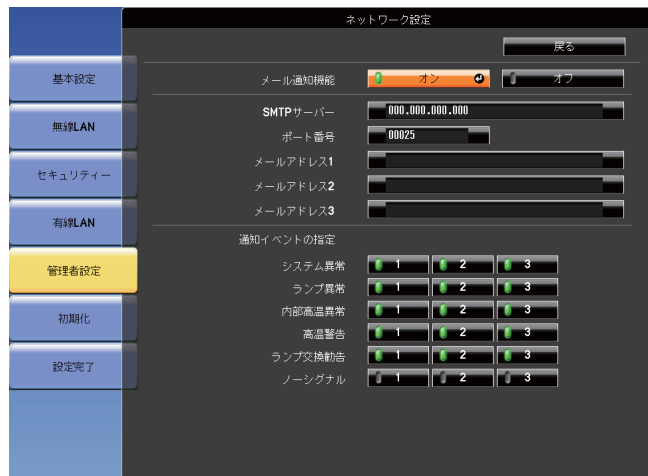 ネットワーク設定
戻る
基本設定
無線LAN
セキュリティー
有線LAN
管理者設定
初期化
設定完了
メール通知機能 オン オフ
SMTPサーバー 000.000.000.000
ポート番号 00025
メールアドレス1
メールアドレス2
メールアドレス3
通知イベントの指定
システム異常 1 2 3
ランプ異常 1 2 3
内部高温異常 1 2 3
高温警告 1 2 3
ランプ交換勧告 1 2 3
ノーシグナル 1 2 3